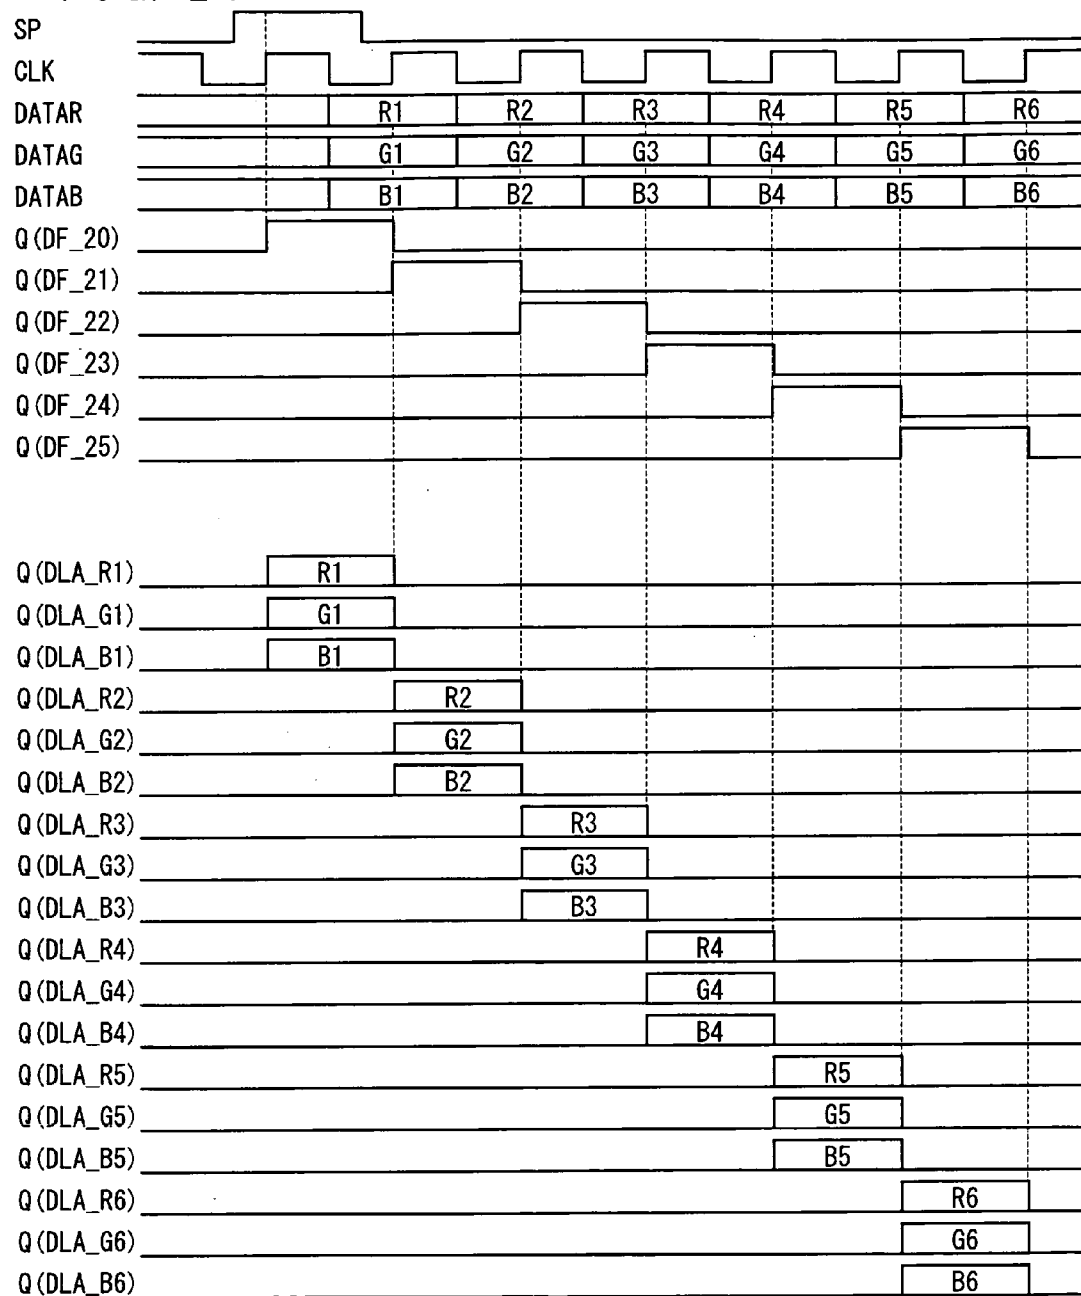 SP
CLK
DATAR R1 R2 R3 R4 R5 R6
DATAG G1 G2 G3 G4 G5 G6
DATAB B1 B2 B3 B4 B5 B6
Q(DF_20)
Q(DF_21)
Q(DF_22)
Q(DF_23)
Q(DF_24)
Q(DF_25)
Q(DLA_R1) R1
Q(DLA_G1) G1
Q(DLA_B1) B1
Q(DLA_R2) R2
Q(DLA_G2) G2
Q(DLA_B2) B2
Q(DLA_R3) R3
Q(DLA_G3) G3
Q(DLA_B3) B3
Q(DLA_R4) R4
Q(DLA_G4) G4
Q(DLA_B4) B4
Q(DLA_R5) R5
Q(DLA_G5) G5
Q(DLA_B5) B5
Q(DLA_R6) R6
Q(DLA_G6) G6
Q(DLA_B6) B6